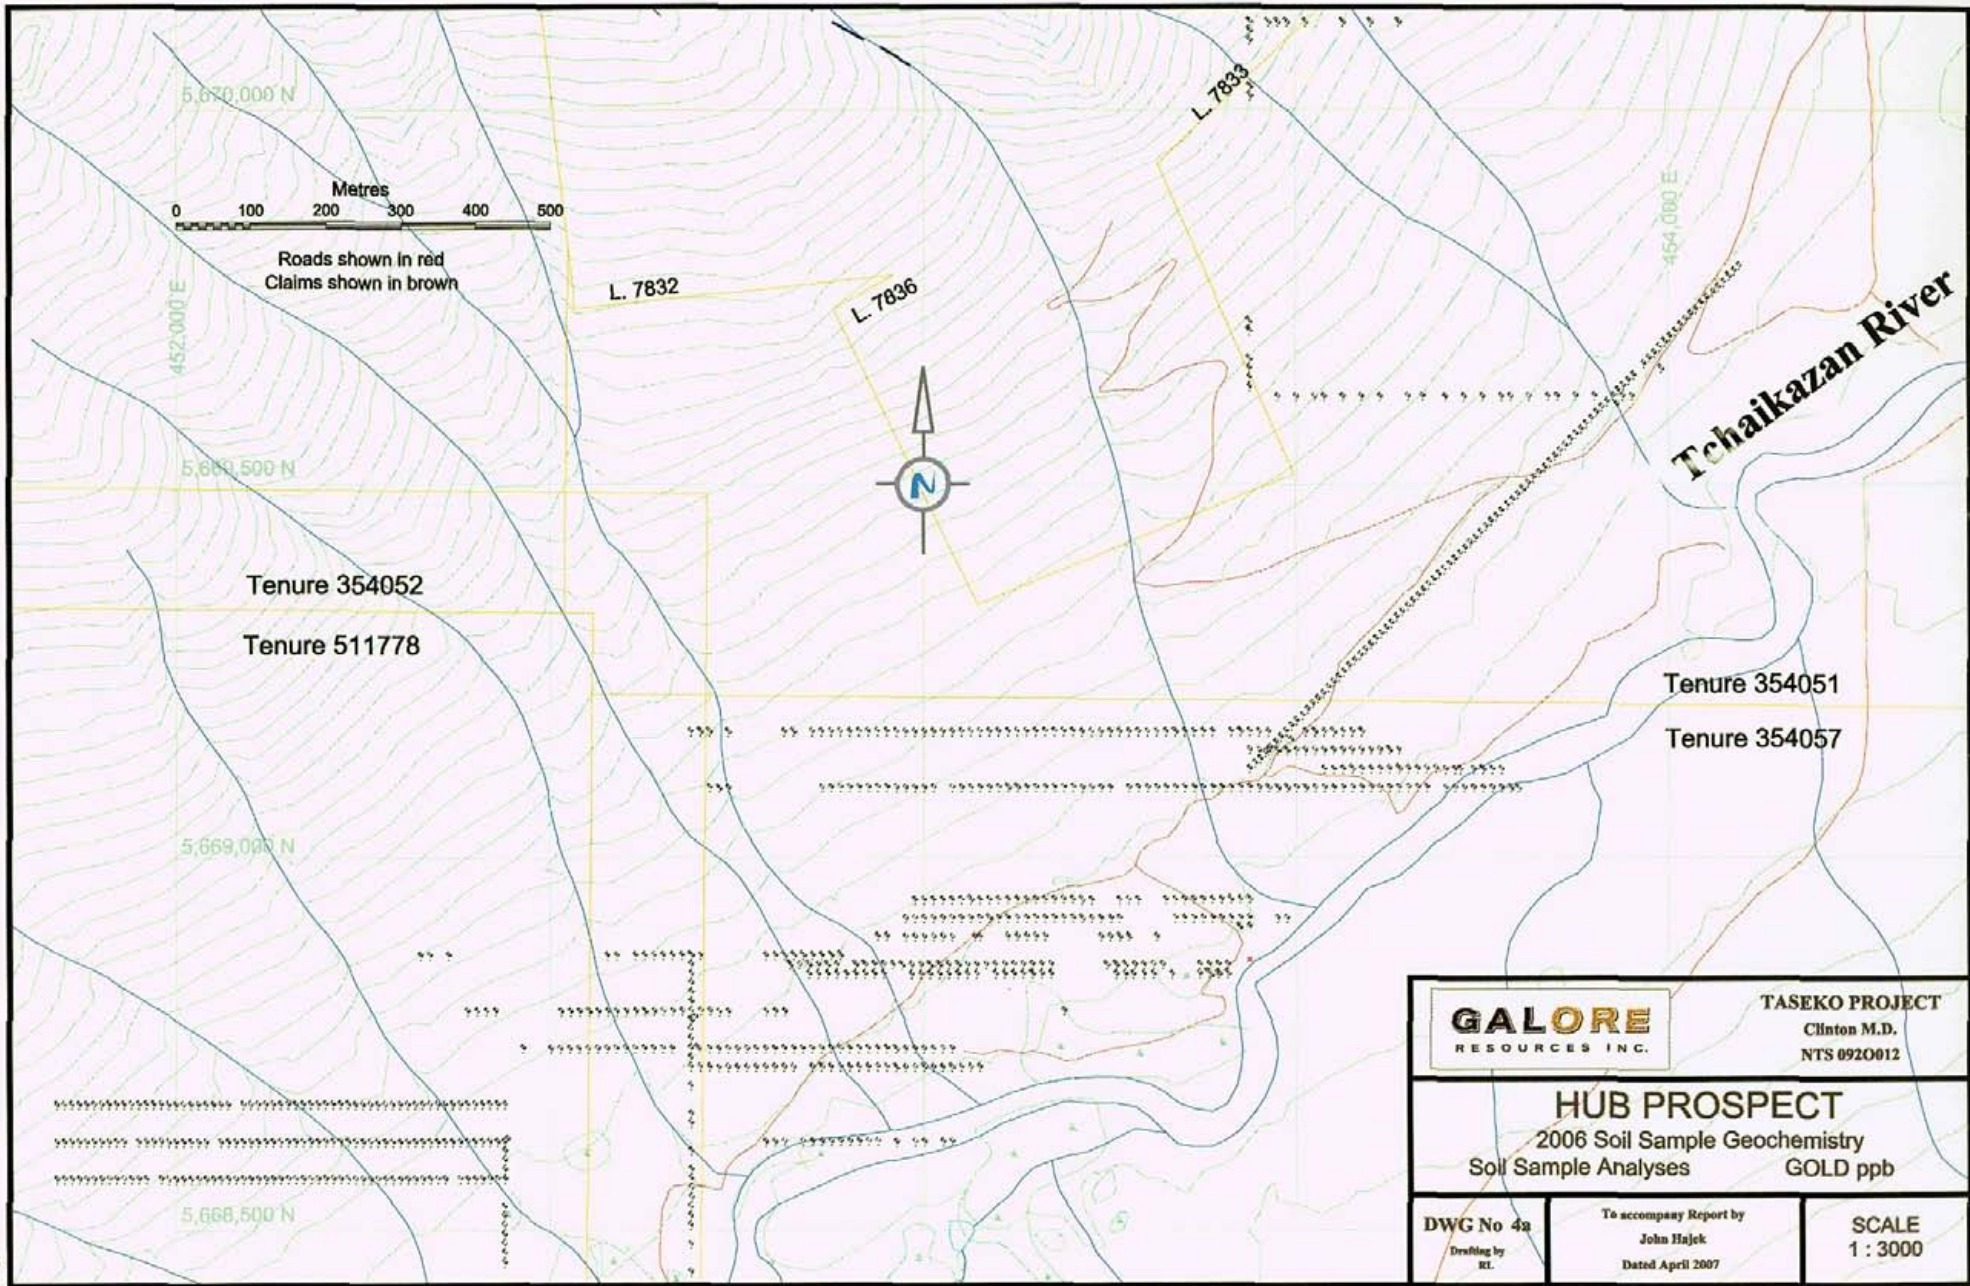 5,670,000 N
L. 7833
Metres
0 100 200 300 400 500
Roads shown in red
Claims shown in brown
452,000 E
454,000 E
L. 7832
L. 7836
N
Tchaikazan River
5,669,500 N
Tenure 354052
Tenure 511778
Tenure 354051
Tenure 354057
5,669,000 N
5,668,500 N
GALORE
RESOURCES INC.
TASEKO PROJECT
Clinton M.D.
NTS 092O012
HUB PROSPECT
2006 Soil Sample Geochemistry
Soil Sample Analyses GOLD ppb
DWG No 4a
Drafting by
RL
To accompany Report by
John Hajek
Dated April 2007
SCALE
1 : 3000